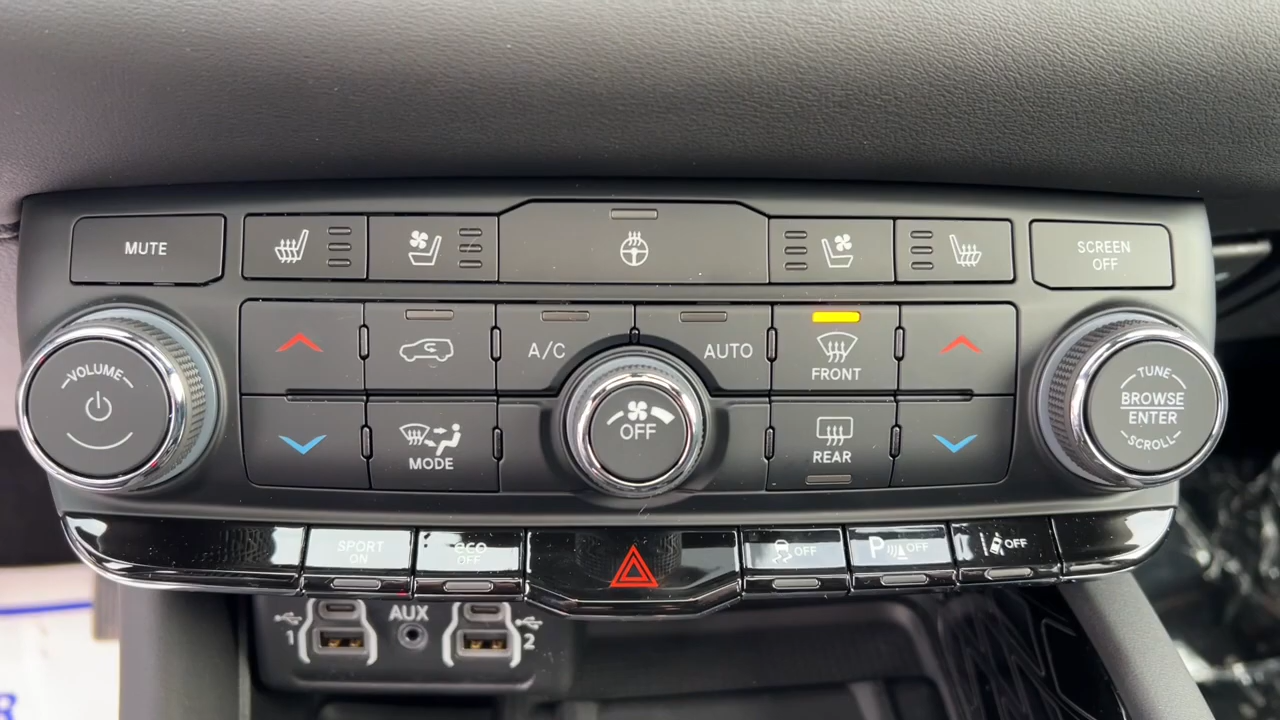 MUTE
SCREEN
OFF
VOLUME
A/C
AUTO
FRONT
TUNE
BROWSE
ENTER
SCROLL
MODE
OFF
REAR
SPORT
ON
eco
OFF
OFF
P OFF
OFF
AUX
1
2
R